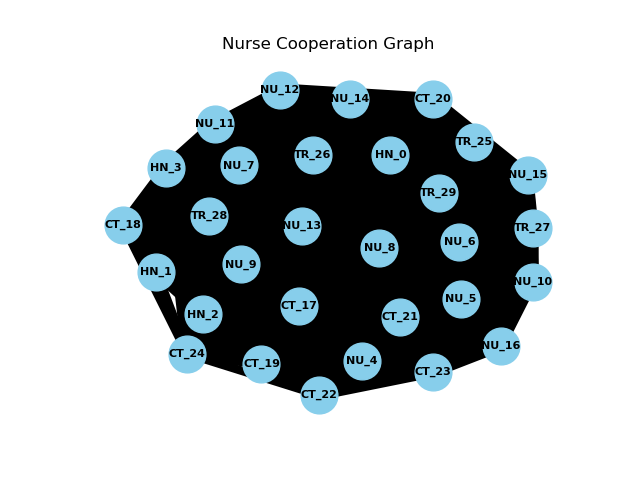 Nurse Cooperation Graph
NU_12
NU_14
CT_20
NU_11
TR_25
TR_26
HN_0
NU_7
HN_3
NU_15
TR_29
TR_28
CT_18
NU_13
TR_27
NU_6
NU_8
NU_9
HN_1
NU_10
NU_5
CT_17
HN_2
CT_21
NU_16
CT_24
NU_4
CT_19
CT_23
CT_22